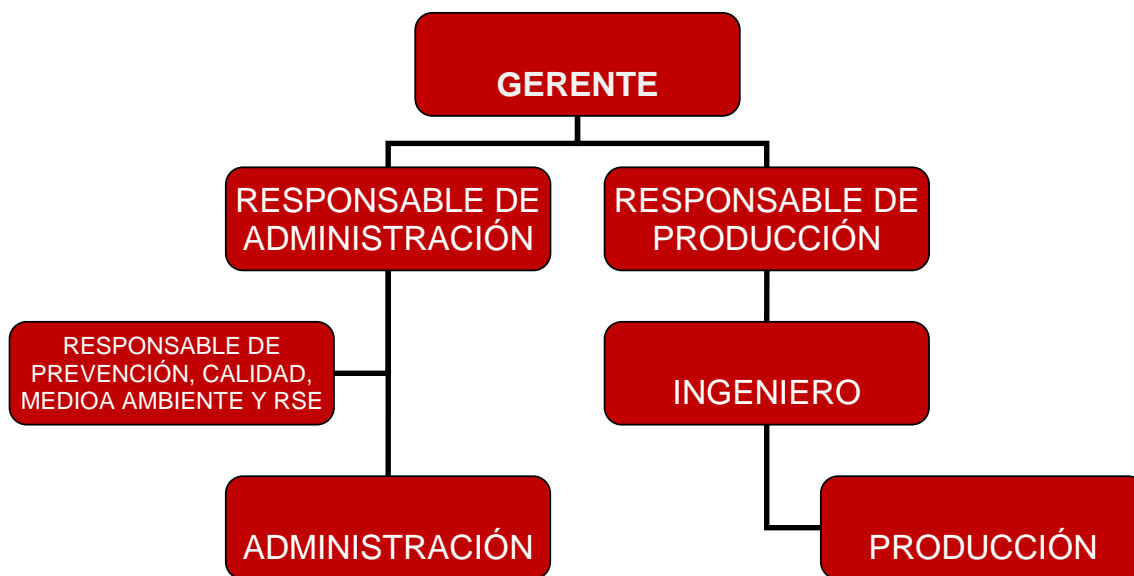 GERENTE
RESPONSABLE DE
ADMINISTRACIÓN
RESPONSABLE DE
PRODUCCIÓN
RESPONSABLE DE
PREVENCIÓN, CALIDAD,
MEDIOA AMBIENTE Y RSE
INGENIERO
ADMINISTRACIÓN
PRODUCCIÓN